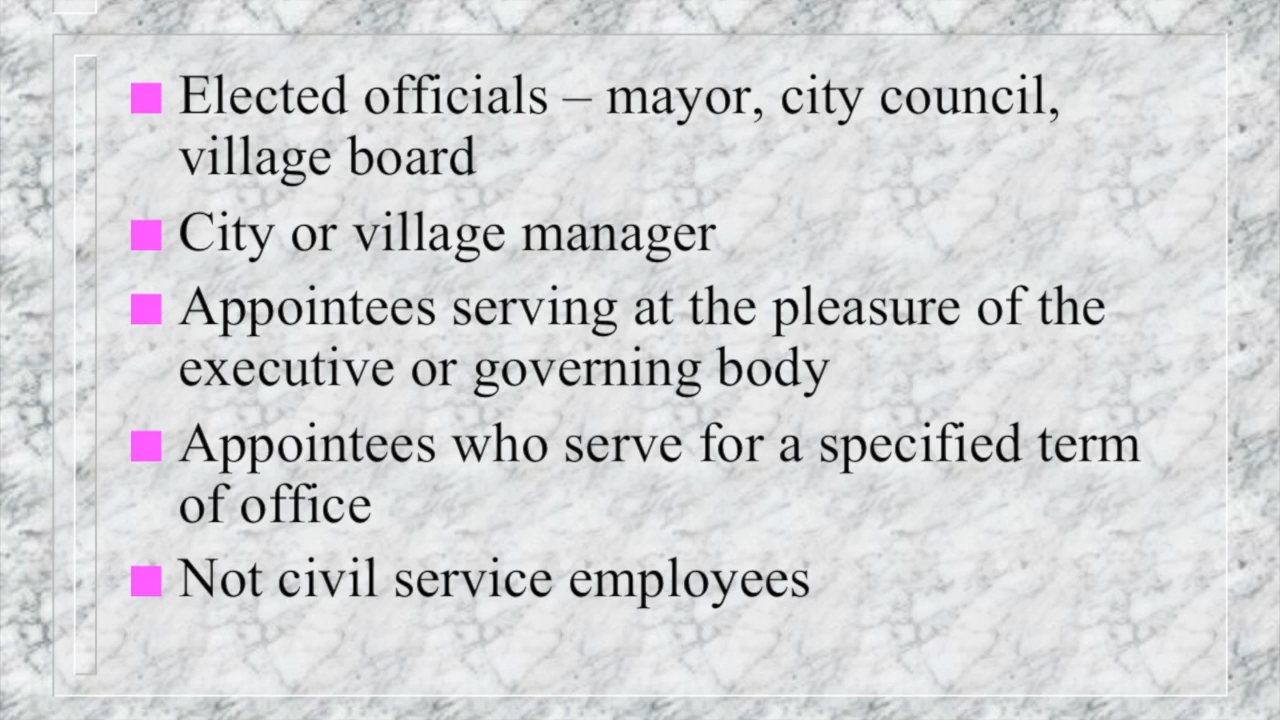 Elected officials – mayor, city council,
village board
City or village manager
Appointees serving at the pleasure of the
executive or governing body
Appointees who serve for a specified term
of office
Not civil service employees